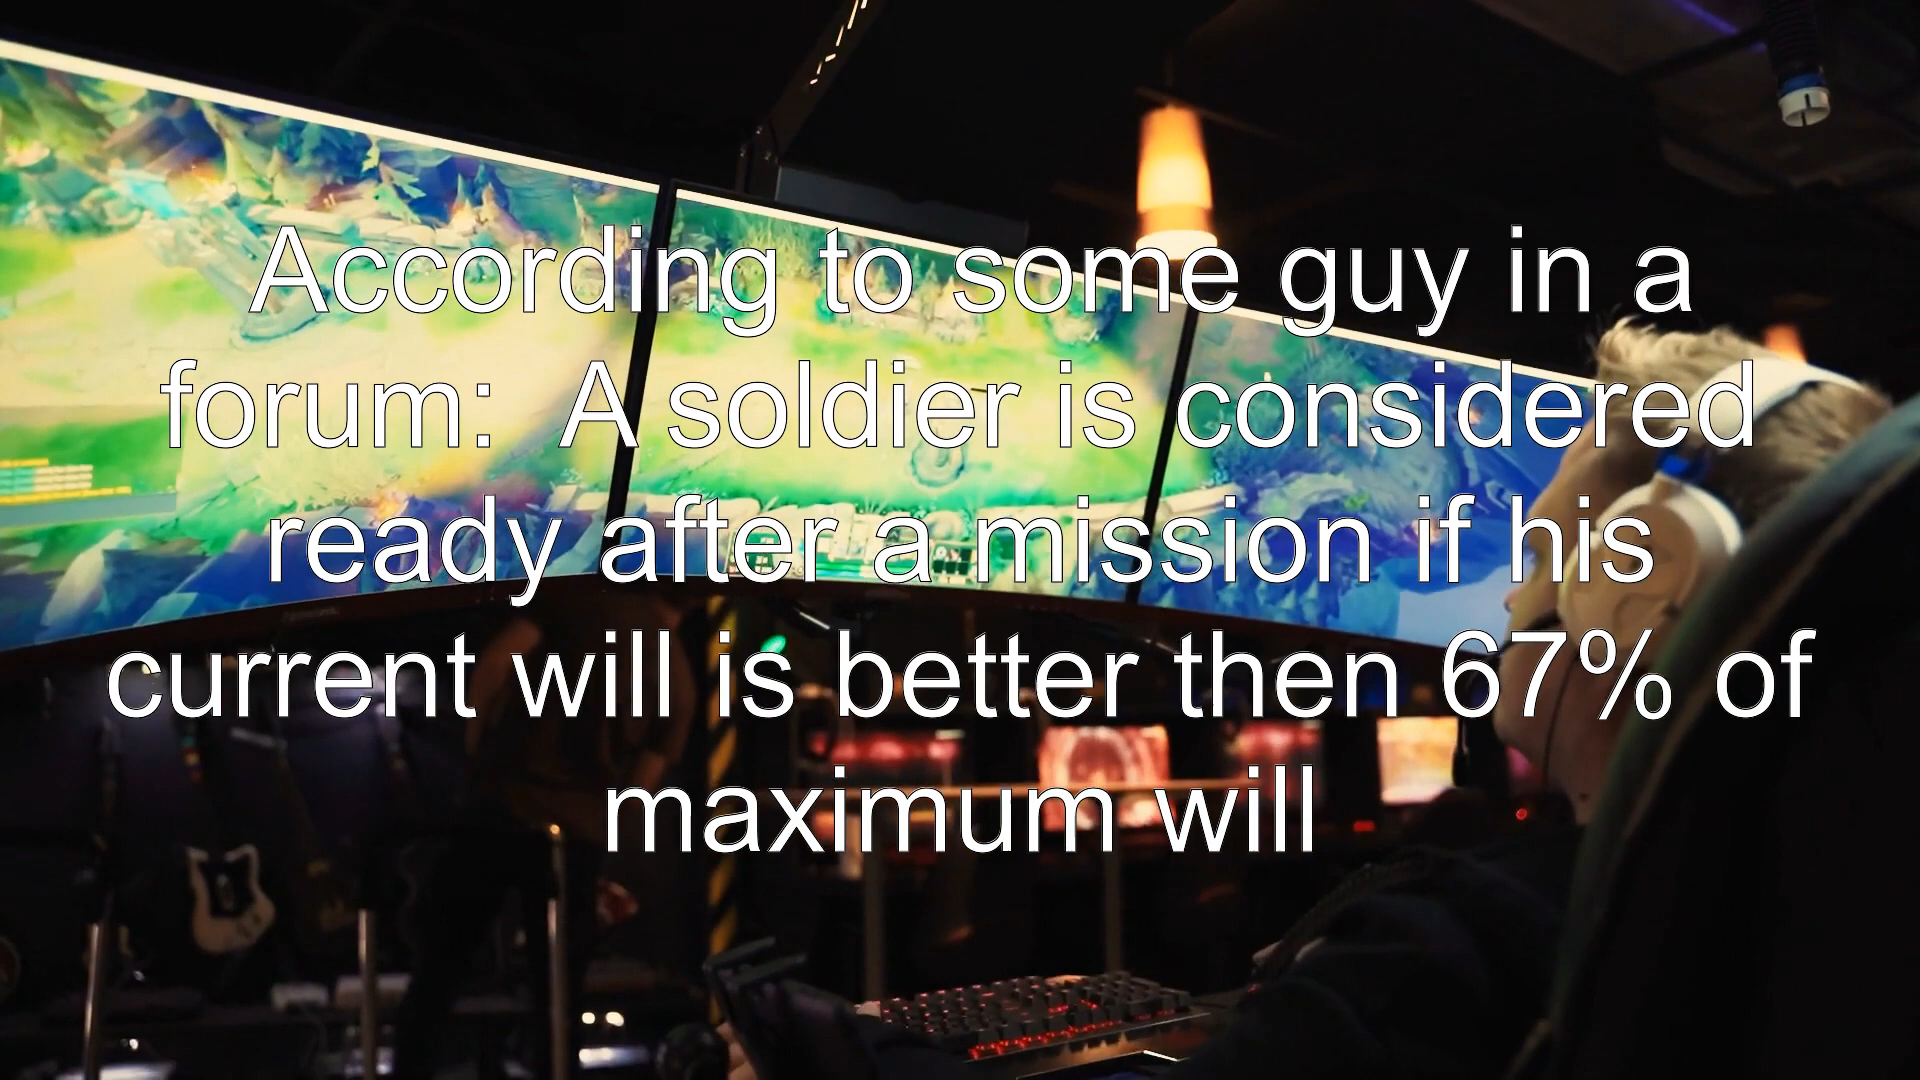 According to some guy in a
forum:  A soldier is considered
ready after a mission if his
current will is better then 67% of
maximum will